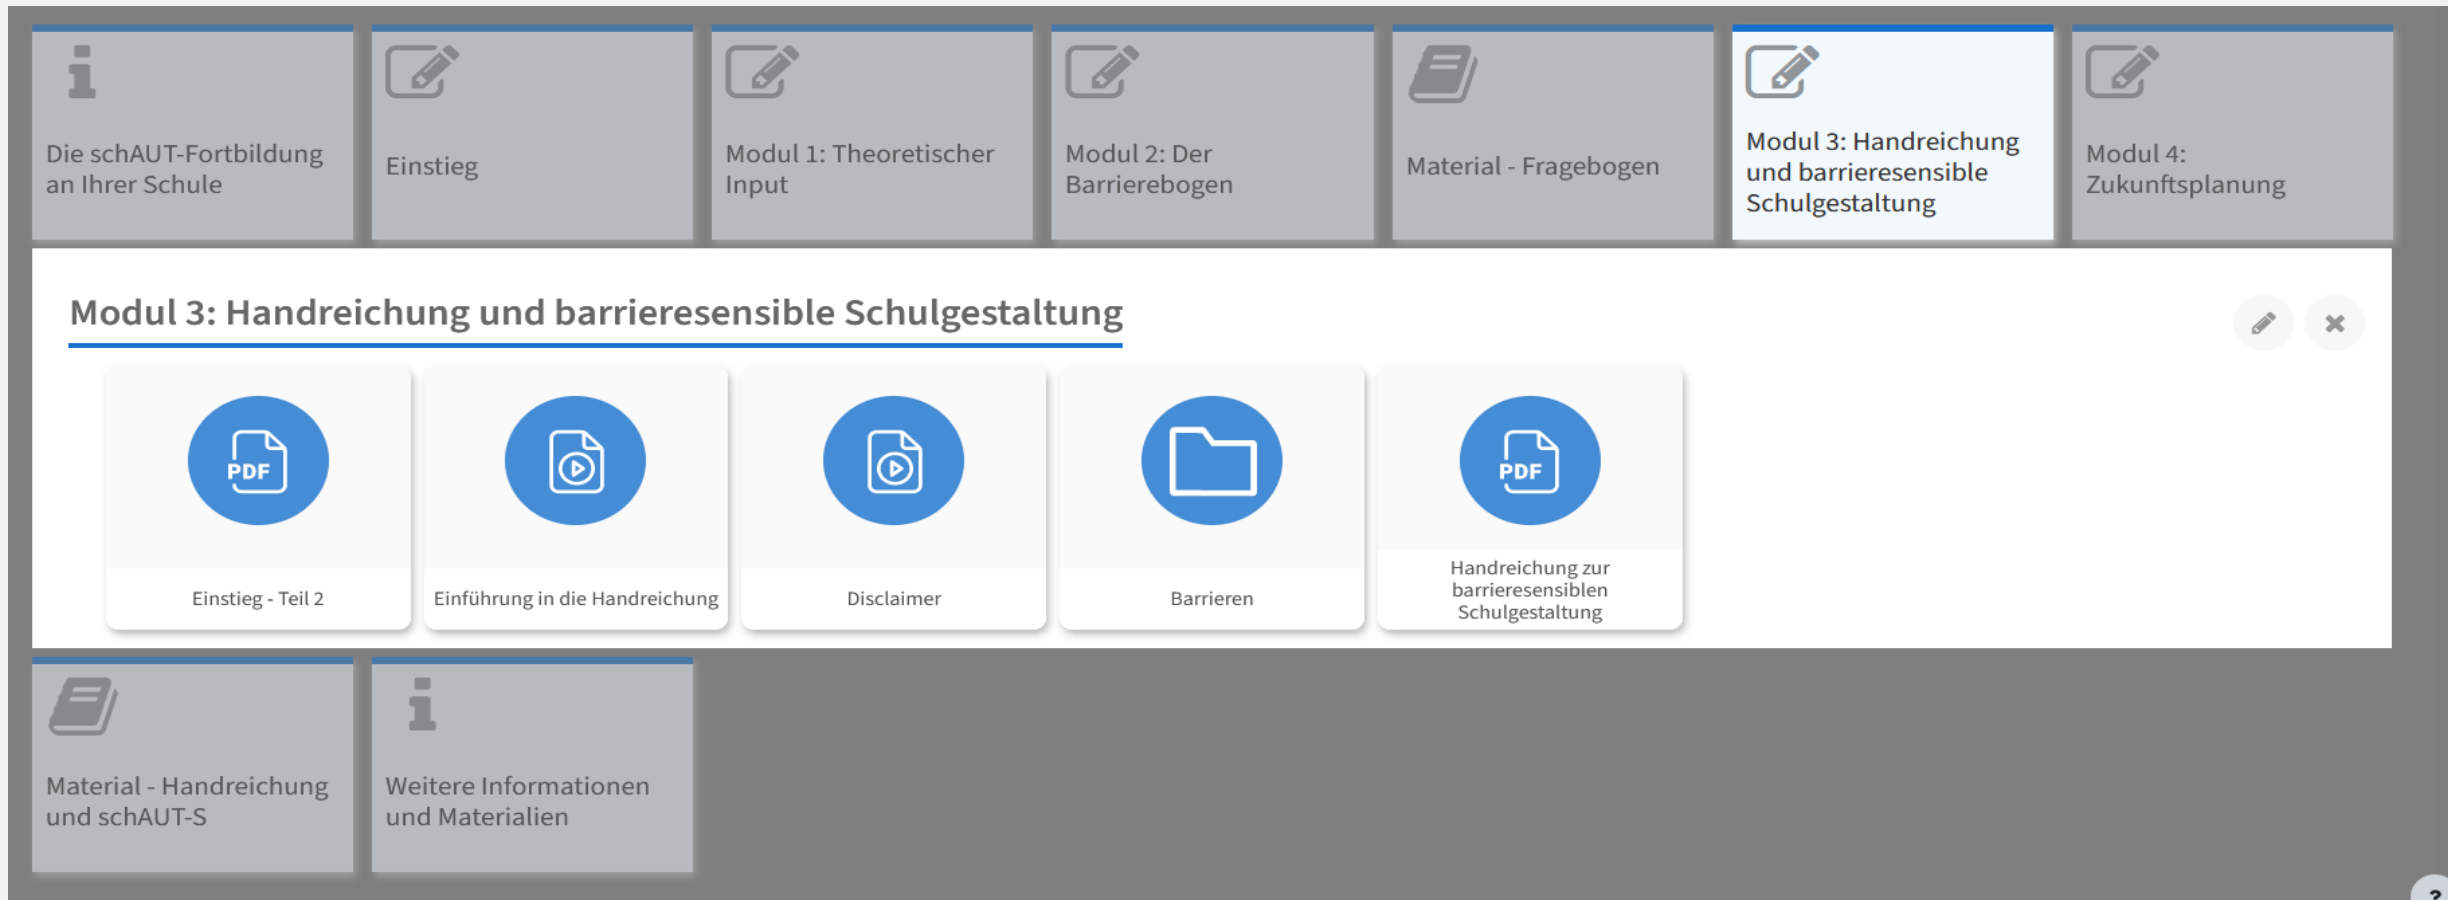 Die schAUT-Fortbildung
an Ihrer Schule
Einstieg
Modul 1: Theoretischer
Input
Modul 2: Der
Barrierebogen
Material - Fragebogen
Modul 3: Handreichung
und barrieresensible
Schulgestaltung
Modul 4:
Zukunftsplanung
Modul 3: Handreichung und barrieresensible Schulgestaltung
PDF
Einstieg - Teil 2
Einführung in die Handreichung
Disclaimer
Barrieren
PDF
Handreichung zur
barrieresensiblen
Schulgestaltung
Material - Handreichung
und schAUT-S
Weitere Informationen
und Materialien
?